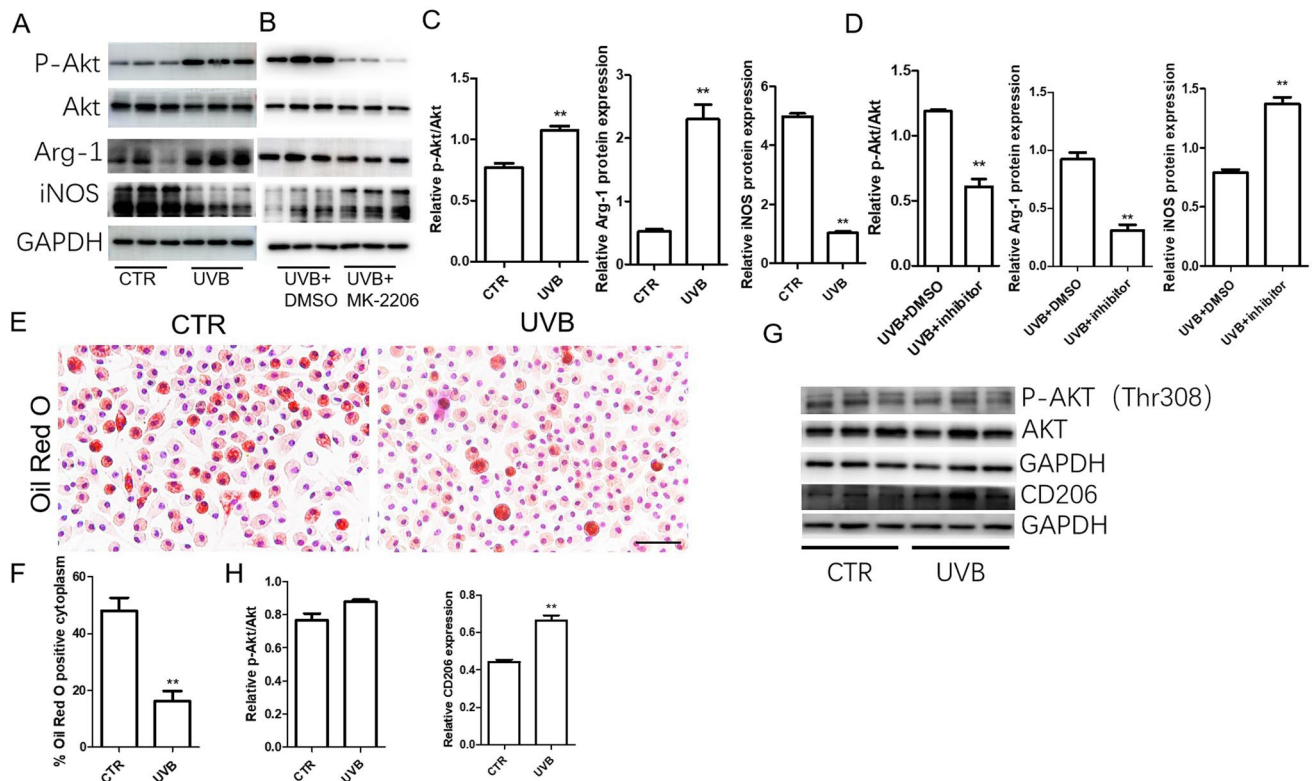 A
B
C
D
P-Akt
Akt
Arg-1
iNOS
GAPDH
CTR
UVB
UVB+
DMSO
UVB+
MK-2206
Relative p-Akt/Akt
1.5
1.0
0.5
0.0
**
CTR
UVB
Relative Arg-1 protein expression
3
2
1
0
**
CTR
UVB
Relative iNOS protein expression
6
5
4
3
2
1
0
**
CTR
UVB
Relative p-Akt/Akt
1.5
1.0
0.5
0.0
**
UVB+DMSO
UVB+inhibitor
Relative Arg-1 protein expression
1.5
1.0
0.5
0.0
**
UVB+DMSO
UVB+inhibitor
Relative iNOS protein expression
1.5
1.0
0.5
0.0
**
UVB+DMSO
UVB+inhibitor
E
CTR
UVB
Oil Red O
G
P-AKT (Thr308)
AKT
GAPDH
CD206
GAPDH
CTR
UVB
F
% Oil Red O positive cytoplasm
60
40
20
0
**
CTR
UVB
H
Relative p-Akt/Akt
1.0
0.8
0.6
0.4
0.2
0.0
CTR
UVB
Relative CD206 expression
0.8
0.6
0.4
0.2
0.0
**
CTR
UVB